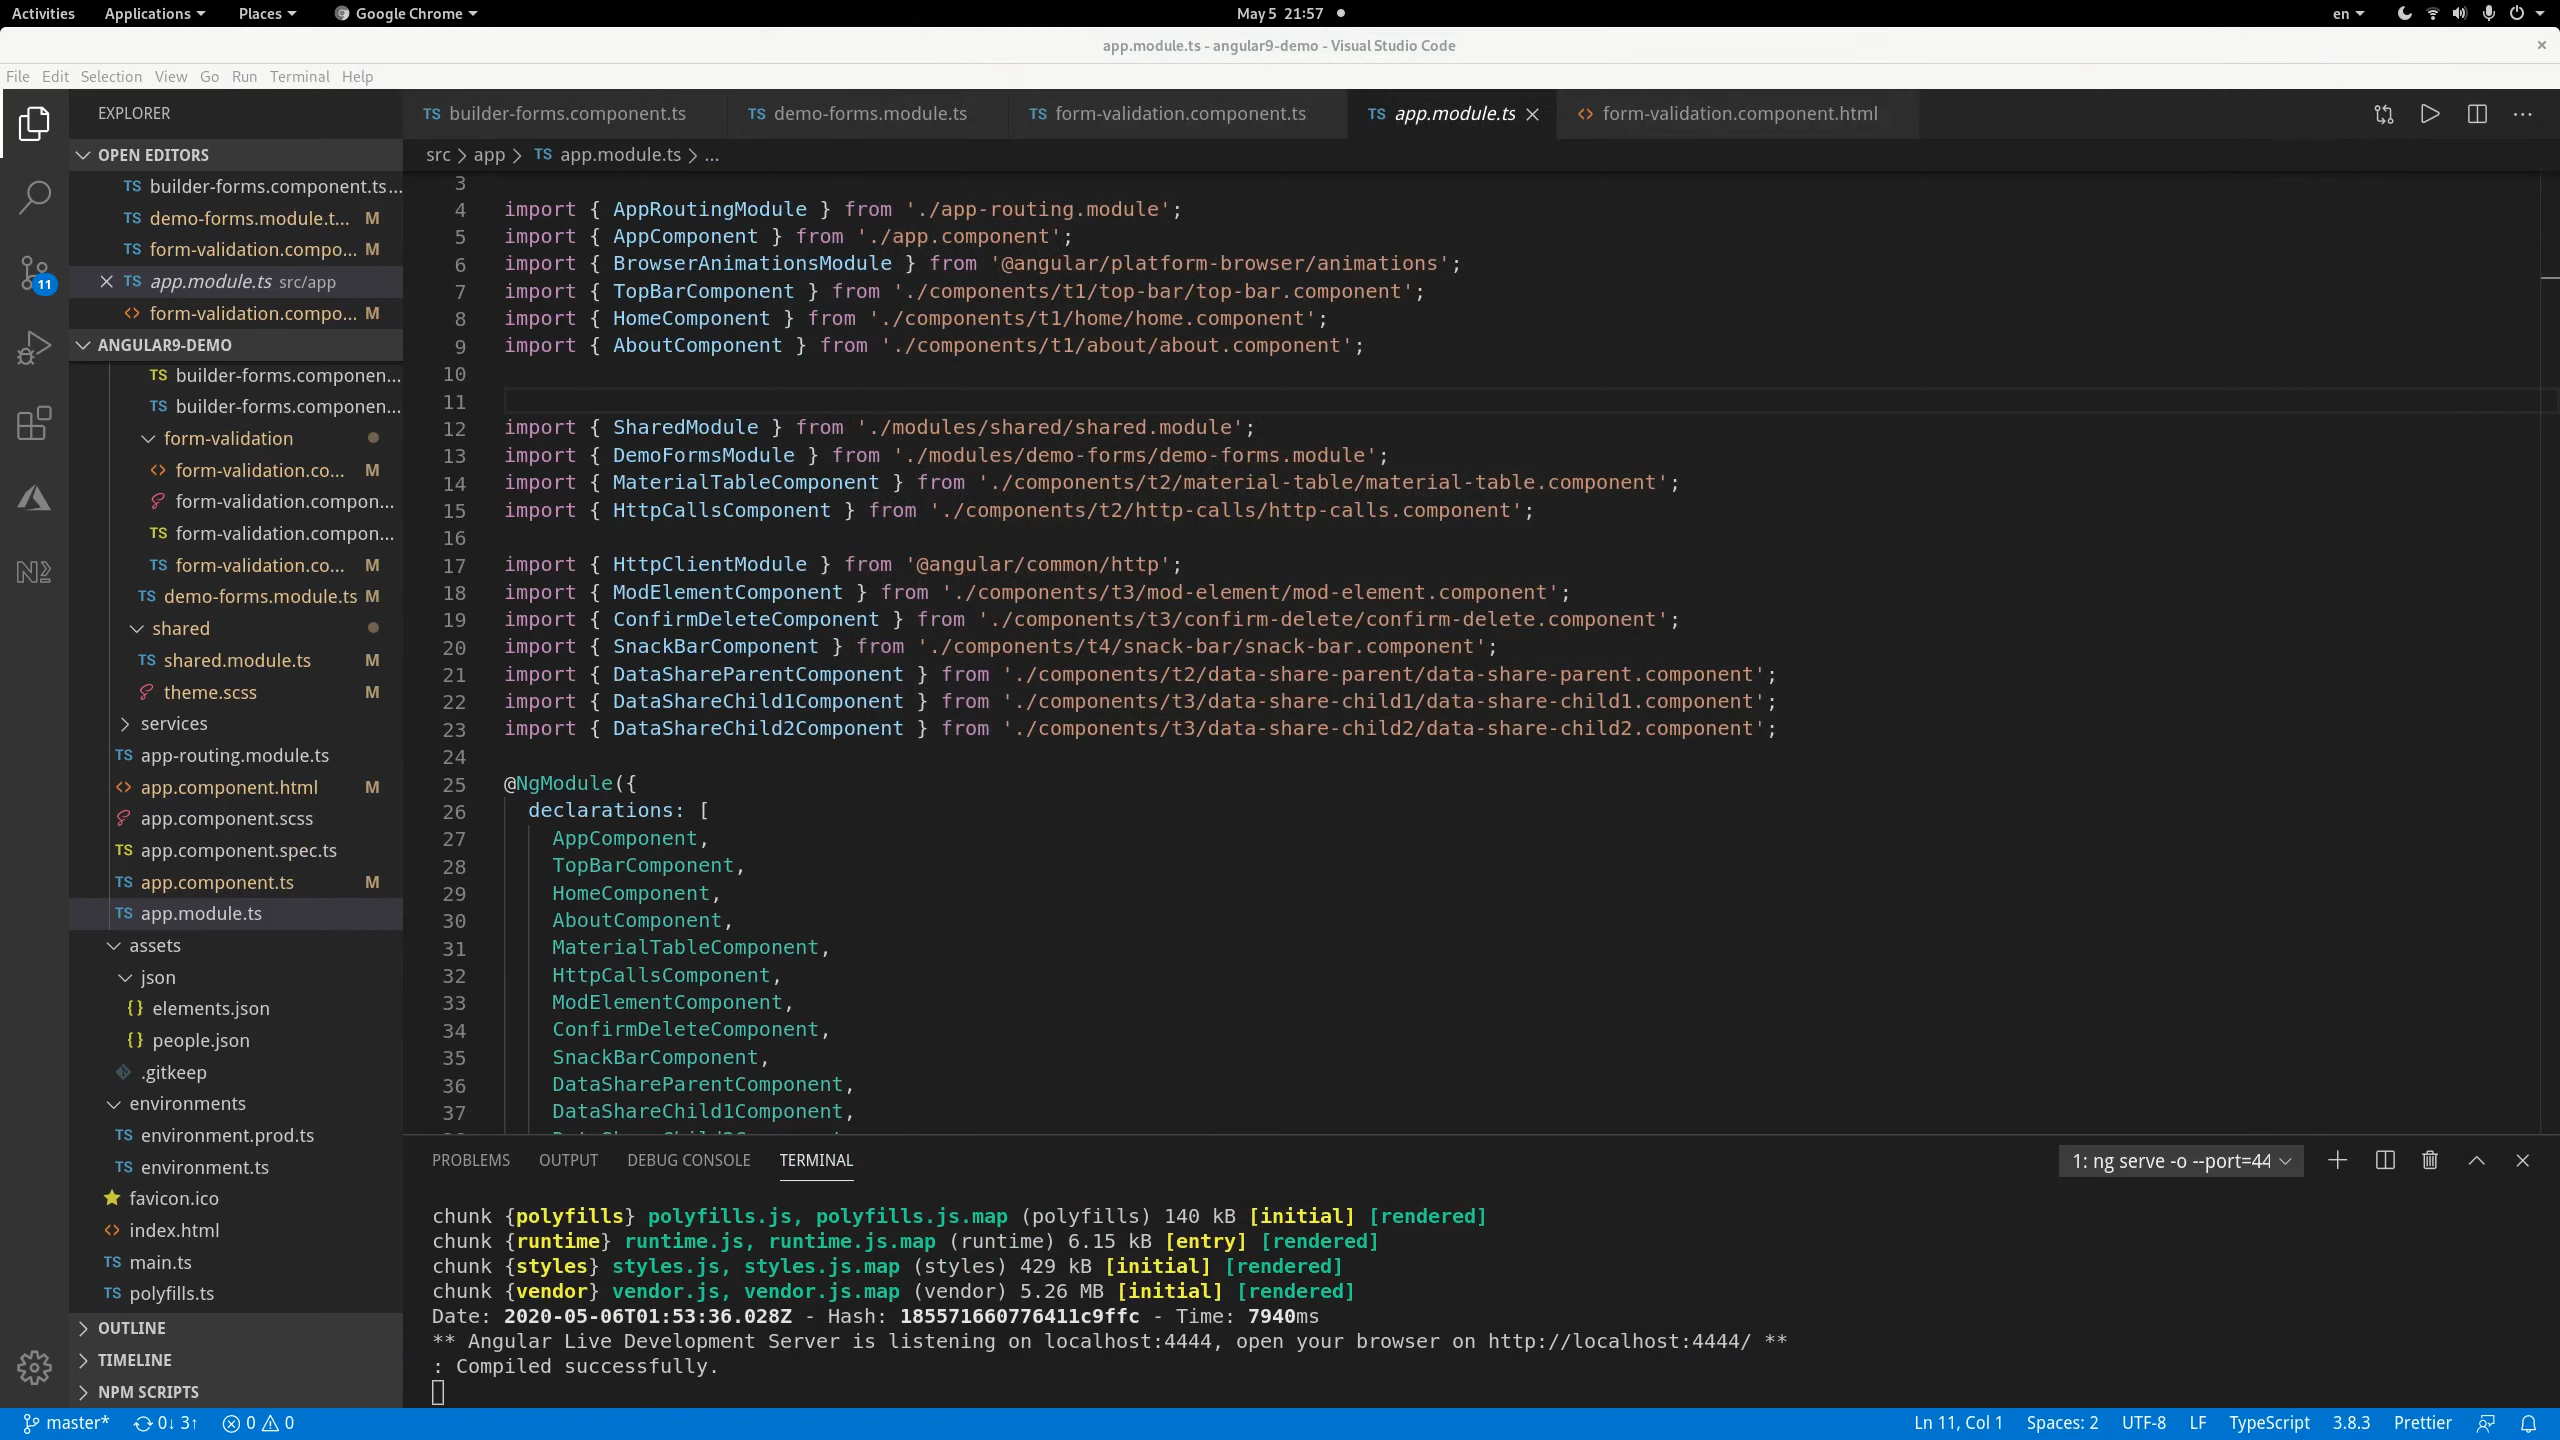 Activities Applications Places Google Chrome May 5 21:57 en
app.module.ts - angular9-demo - Visual Studio Code
File Edit Selection View Go Run Terminal Help
EXPLORER
OPEN EDITORS
TS builder-forms.component.ts...
TS demo-forms.module.t... M
TS form-validation.compo... M
TS app.module.ts src/app
<> form-validation.compo... M
11
ANGULAR9-DEMO
TS builder-forms.componen...
TS builder-forms.componen...
form-validation
<> form-validation.co... M
form-validation.compon...
TS form-validation.compon...
TS form-validation.co... M
TS demo-forms.module.ts M
shared
TS shared.module.ts M
theme.scss M
services
TS app-routing.module.ts
<> app.component.html M
app.component.scss
TS app.component.spec.ts
TS app.component.ts M
TS app.module.ts
assets
json
{} elements.json
{} people.json
.gitkeep
environments
TS environment.prod.ts
TS environment.ts
favicon.ico
<> index.html
TS main.ts
TS polyfills.ts
OUTLINE
TIMELINE
NPM SCRIPTS
TS builder-forms.component.ts TS demo-forms.module.ts TS form-validation.component.ts TS app.module.ts <> form-validation.component.html
src > app > TS app.module.ts > ...
3
4 import { AppRoutingModule } from './app-routing.module';
5 import { AppComponent } from './app.component';
6 import { BrowserAnimationsModule } from '@angular/platform-browser/animations';
7 import { TopBarComponent } from './components/t1/top-bar/top-bar.component';
8 import { HomeComponent } from './components/t1/home/home.component';
9 import { AboutComponent } from './components/t1/about/about.component';
10
11
12 import { SharedModule } from './modules/shared/shared.module';
13 import { DemoFormsModule } from './modules/demo-forms/demo-forms.module';
14 import { MaterialTableComponent } from './components/t2/material-table/material-table.component';
15 import { HttpCallsComponent } from './components/t2/http-calls/http-calls.component';
16
17 import { HttpClientModule } from '@angular/common/http';
18 import { ModElementComponent } from './components/t3/mod-element/mod-element.component';
19 import { ConfirmDeleteComponent } from './components/t3/confirm-delete/confirm-delete.component';
20 import { SnackBarComponent } from './components/t4/snack-bar/snack-bar.component';
21 import { DataShareParentComponent } from './components/t2/data-share-parent/data-share-parent.component';
22 import { DataShareChild1Component } from './components/t3/data-share-child1/data-share-child1.component';
23 import { DataShareChild2Component } from './components/t3/data-share-child2/data-share-child2.component';
24
25 @NgModule({
26 declarations: [
27 AppComponent,
28 TopBarComponent,
29 HomeComponent,
30 AboutComponent,
31 MaterialTableComponent,
32 HttpCallsComponent,
33 ModElementComponent,
34 ConfirmDeleteComponent,
35 SnackBarComponent,
36 DataShareParentComponent,
37 DataShareChild1Component,
PROBLEMS OUTPUT DEBUG CONSOLE TERMINAL 1: ng serve -o --port=44
chunk {polyfills} polyfills.js, polyfills.js.map (polyfills) 140 kB [initial] [rendered]
chunk {runtime} runtime.js, runtime.js.map (runtime) 6.15 kB [entry] [rendered]
chunk {styles} styles.js, styles.js.map (styles) 429 kB [initial] [rendered]
chunk {vendor} vendor.js, vendor.js.map (vendor) 5.26 MB [initial] [rendered]
Date: 2020-05-06T01:53:36.028Z - Hash: 185571660776411c9ffc - Time: 7940ms
** Angular Live Development Server is listening on localhost:4444, open your browser on http://localhost:4444/ **
: Compiled successfully.
master* 0↓ 3↑ 0 0 Ln 11, Col 1 Spaces: 2 UTF-8 LF TypeScript 3.8.3 Prettier